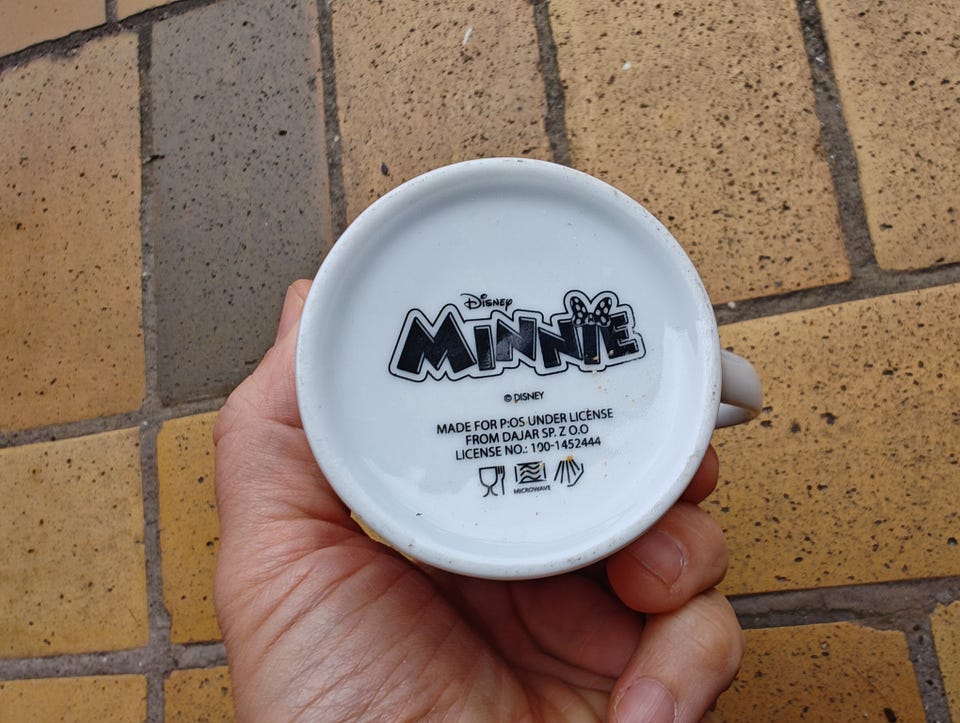 Disney
MINNIE
© DISNEY
MADE FOR P:OS UNDER LICENSE
FROM DAJAR SP. Z O.O
LICENSE NO.: 100-1452444
MICROWAVE